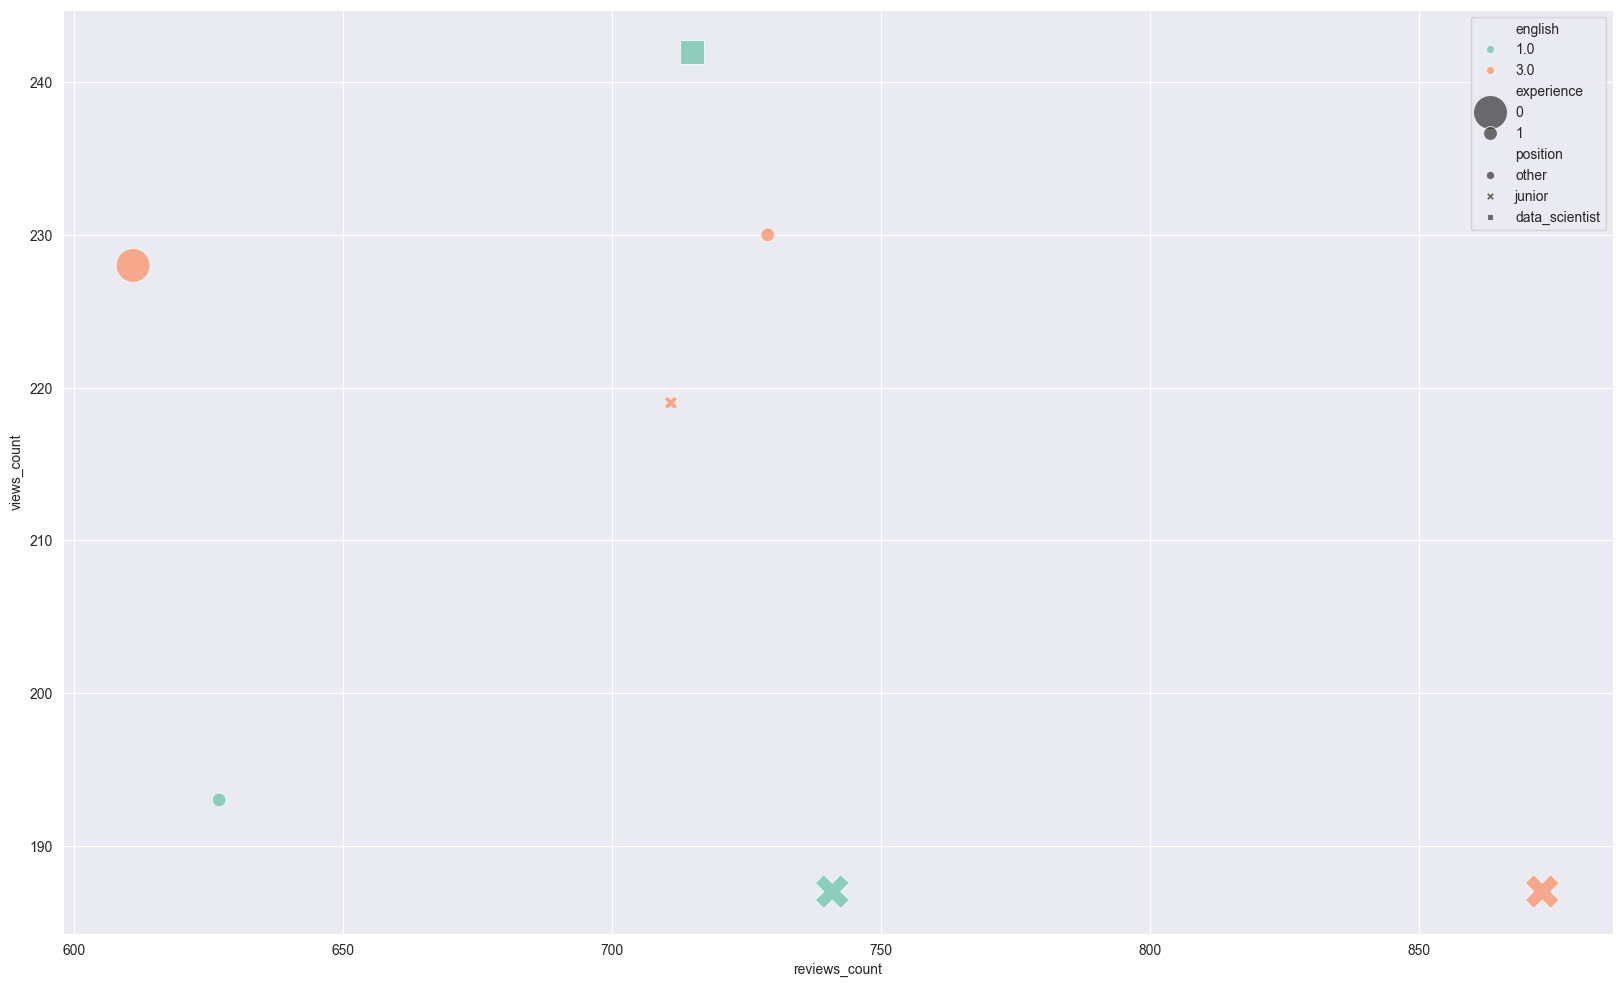 english
1.0
3.0
experience
0
1
position
other
junior
data_scientist
240
230
220
210
200
190
views_count
600
650
700
750
800
850
reviews_count